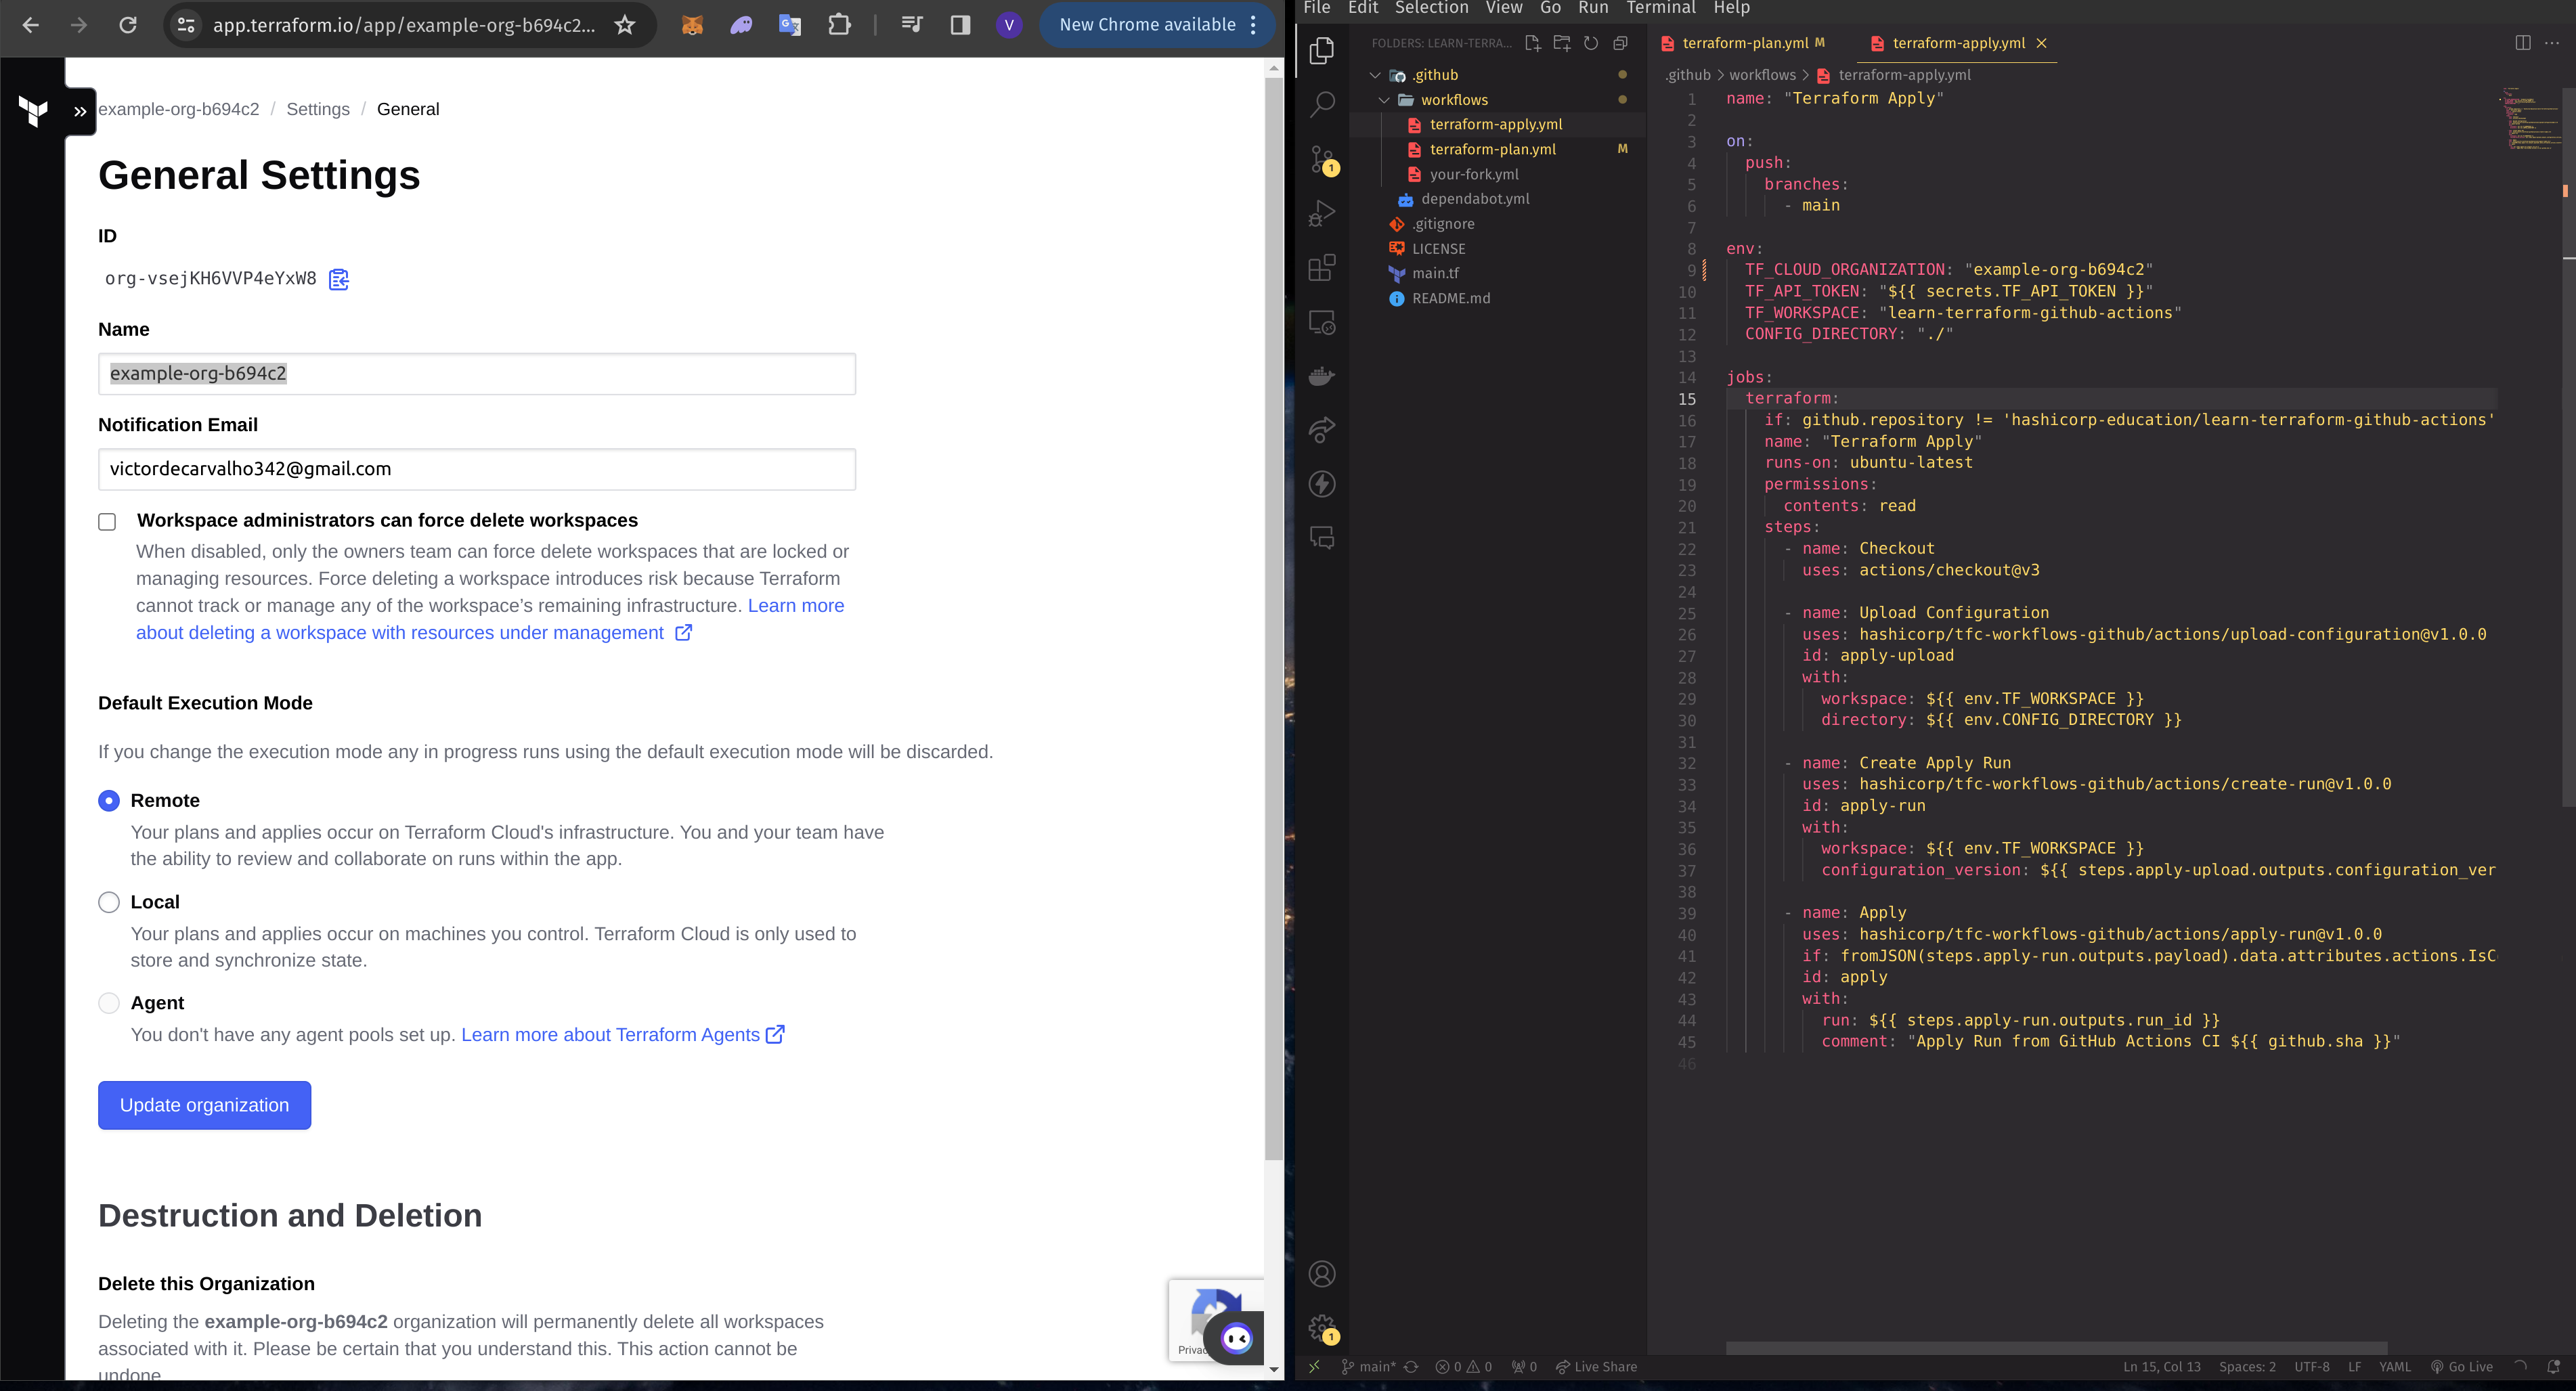 app.terraform.io/app/example-org-b694c2...
New Chrome available
V
example-org-b694c2 / Settings / General
General Settings
ID
org-vsejKH6VVP4eYxW8
Name
example-org-b694c2
Notification Email
victordecarvalho342@gmail.com
Workspace administrators can force delete workspaces
When disabled, only the owners team can force delete workspaces that are locked or
managing resources. Force deleting a workspace introduces risk because Terraform
cannot track or manage any of the workspace's remaining infrastructure. Learn more
about deleting a workspace with resources under management
Default Execution Mode
If you change the execution mode any in progress runs using the default execution mode will be discarded.
Remote
Your plans and applies occur on Terraform Cloud's infrastructure. You and your team have
the ability to review and collaborate on runs within the app.
Local
Your plans and applies occur on machines you control. Terraform Cloud is only used to
store and synchronize state.
Agent
You don't have any agent pools set up. Learn more about Terraform Agents
Update organization
Destruction and Deletion
Delete this Organization
Deleting the example-org-b694c2 organization will permanently delete all workspaces
associated with it. Please be certain that you understand this. This action cannot be
undone
File Edit Selection View Go Run Terminal Help
FOLDERS: LEARN-TERRA...
.github
workflows
terraform-apply.yml
terraform-plan.yml M
your-fork.yml
dependabot.yml
.gitignore
LICENSE
main.tf
README.md
1
1
terraform-plan.yml M
terraform-apply.yml
.github > workflows > terraform-apply.yml
1 name: "Terraform Apply"
2
3 on:
4 push:
5 branches:
6 - main
7
8 env:
9 TF_CLOUD_ORGANIZATION: "example-org-b694c2"
10 TF_API_TOKEN: "${{ secrets.TF_API_TOKEN }}"
11 TF_WORKSPACE: "learn-terraform-github-actions"
12 CONFIG_DIRECTORY: "./"
13
14 jobs:
15 terraform:
16 if: github.repository != 'hashicorp-education/learn-terraform-github-actions'
17 name: "Terraform Apply"
18 runs-on: ubuntu-latest
19 permissions:
20 contents: read
21 steps:
22 - name: Checkout
23 uses: actions/checkout@v3
24
25 - name: Upload Configuration
26 uses: hashicorp/tfc-workflows-github/actions/upload-configuration@v1.0.0
27 id: apply-upload
28 with:
29 workspace: ${{ env.TF_WORKSPACE }}
30 directory: ${{ env.CONFIG_DIRECTORY }}
31
32 - name: Create Apply Run
33 uses: hashicorp/tfc-workflows-github/actions/create-run@v1.0.0
34 id: apply-run
35 with:
36 workspace: ${{ env.TF_WORKSPACE }}
37 configuration_version: ${{ steps.apply-upload.outputs.configuration_ver
38
39 - name: Apply
40 uses: hashicorp/tfc-workflows-github/actions/apply-run@v1.0.0
41 if: fromJSON(steps.apply-run.outputs.payload).data.attributes.actions.IsC
42 id: apply
43 with:
44 run: ${{ steps.apply-run.outputs.run_id }}
45 comment: "Apply Run from GitHub Actions CI ${{ github.sha }}"
46
main* 0 0 0 Live Share
Ln 15, Col 13 Spaces: 2 UTF-8 LF YAML Go Live